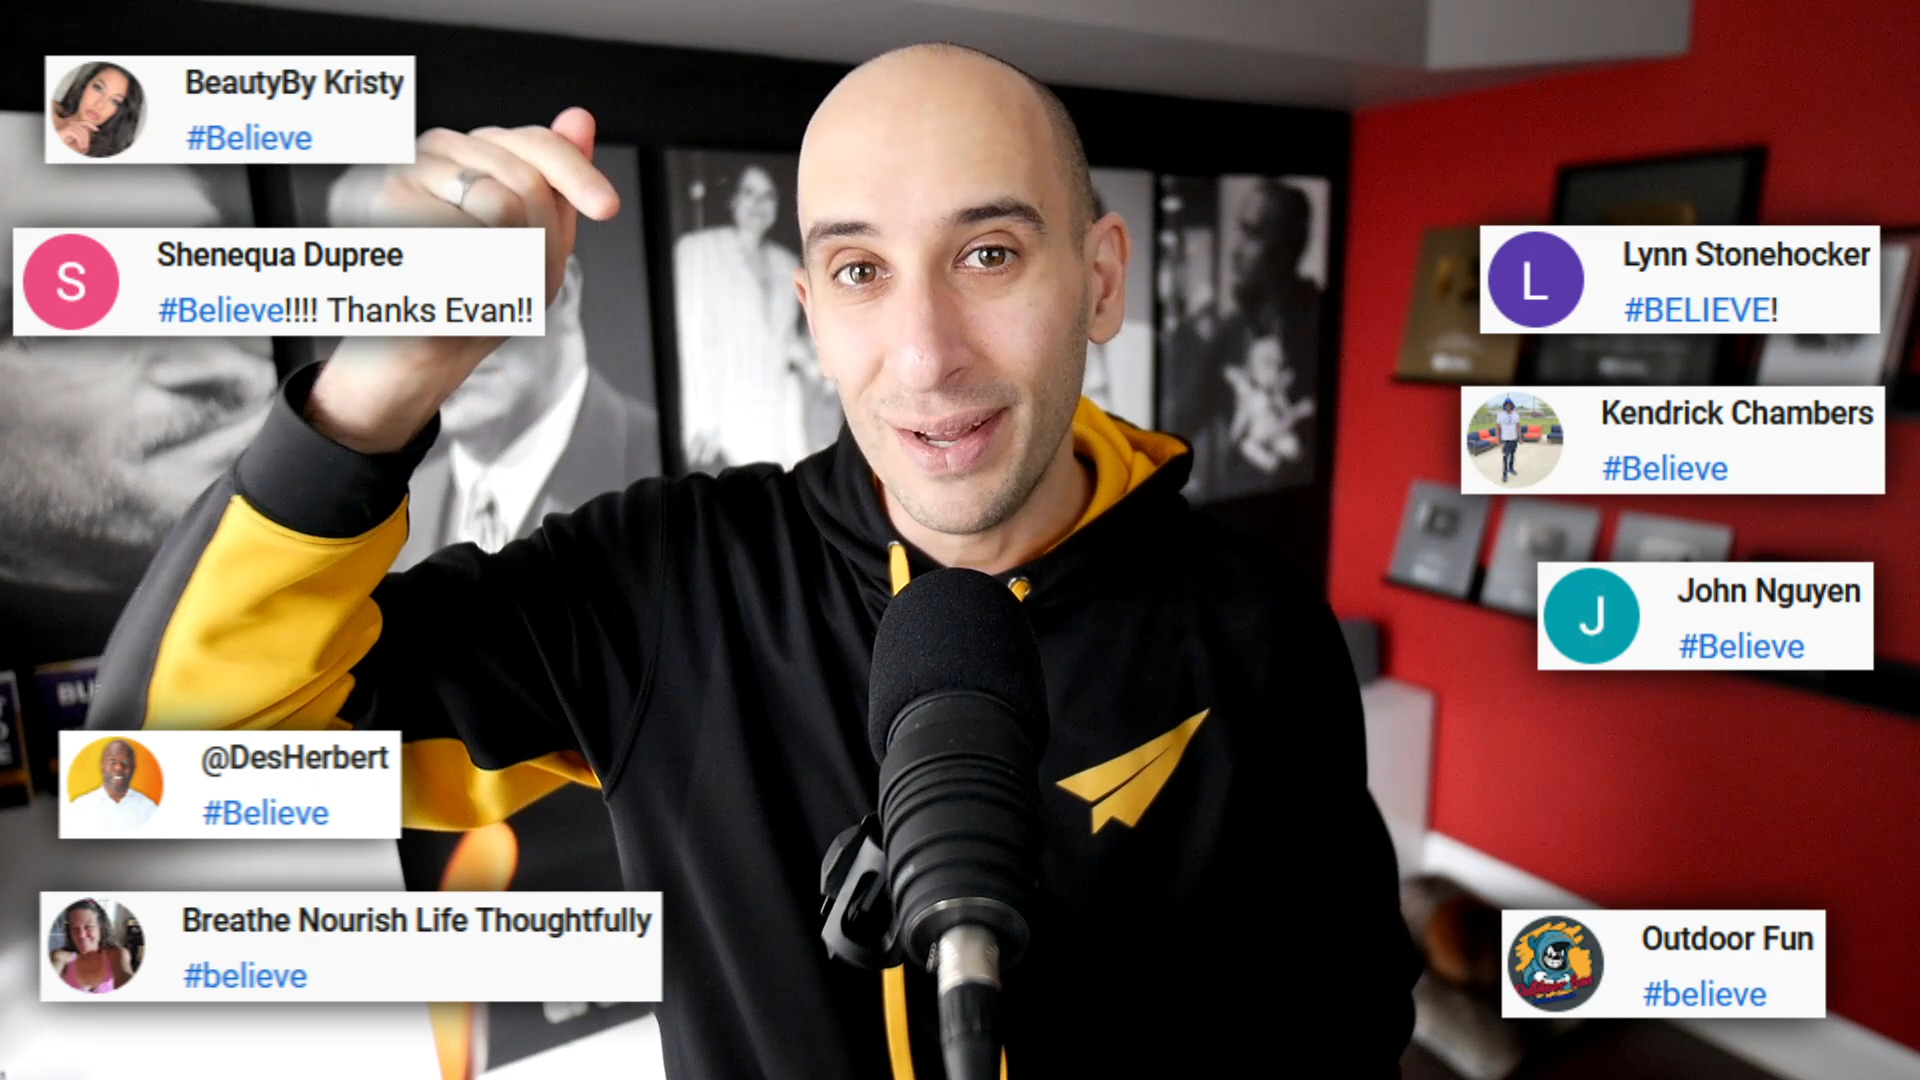 BeautyBy Kristy
#Believe
Shenequa Dupree
#Believe!!!! Thanks Evan!!
@DesHerbert
#Believe
Breathe Nourish Life Thoughtfully
#believe
Lynn Stonehocker
#BELIEVE!
Kendrick Chambers
#Believe
John Nguyen
#Believe
Outdoor Fun
#believe
S
L
J